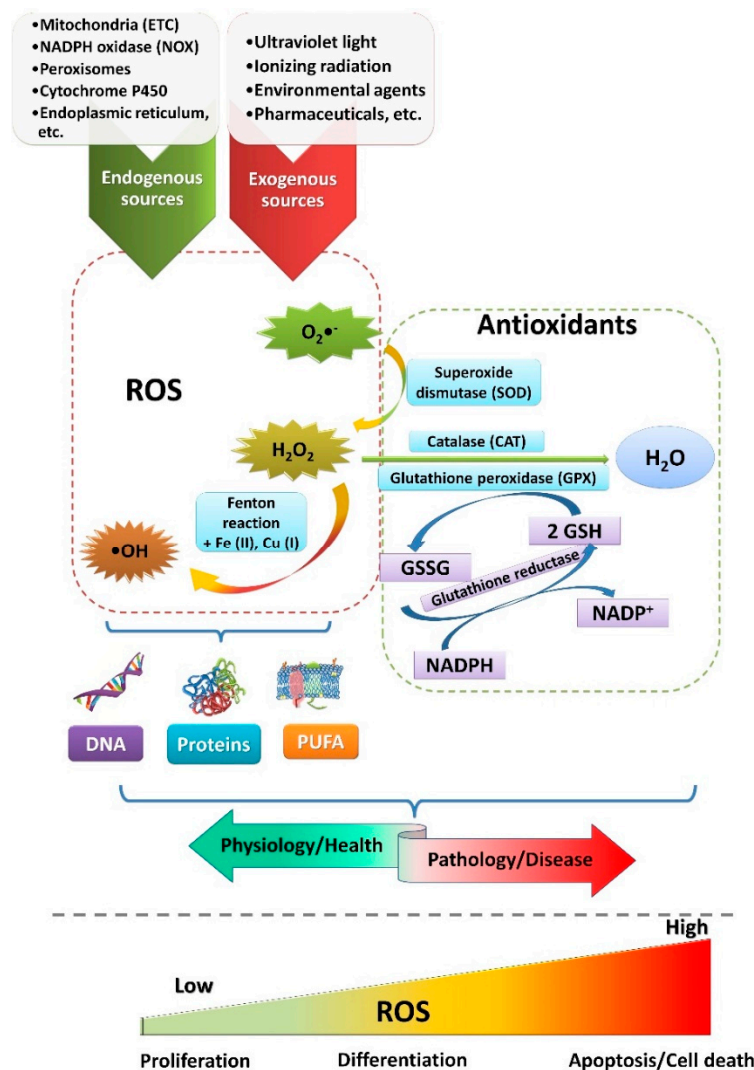 •Mitochondria (ETC)
•NADPH oxidase (NOX)
•Peroxisomes
•Cytochrome P450
•Endoplasmic reticulum,
etc.
•Ultraviolet light
•Ionizing radiation
•Environmental agents
•Pharmaceuticals, etc.
Endogenous
sources
Exogenous
sources
O₂•⁻
Antioxidants
ROS
Superoxide
dismutase (SOD)
H₂O₂
Catalase (CAT)
Glutathione peroxidase (GPX)
H₂O
Fenton
reaction
+ Fe (II), Cu (I)
•OH
2 GSH
GSSG
Glutathione reductase
NADP⁺
NADPH
DNA
Proteins
PUFA
Physiology/Health
Pathology/Disease
High
Low
ROS
Proliferation
Differentiation
Apoptosis/Cell death